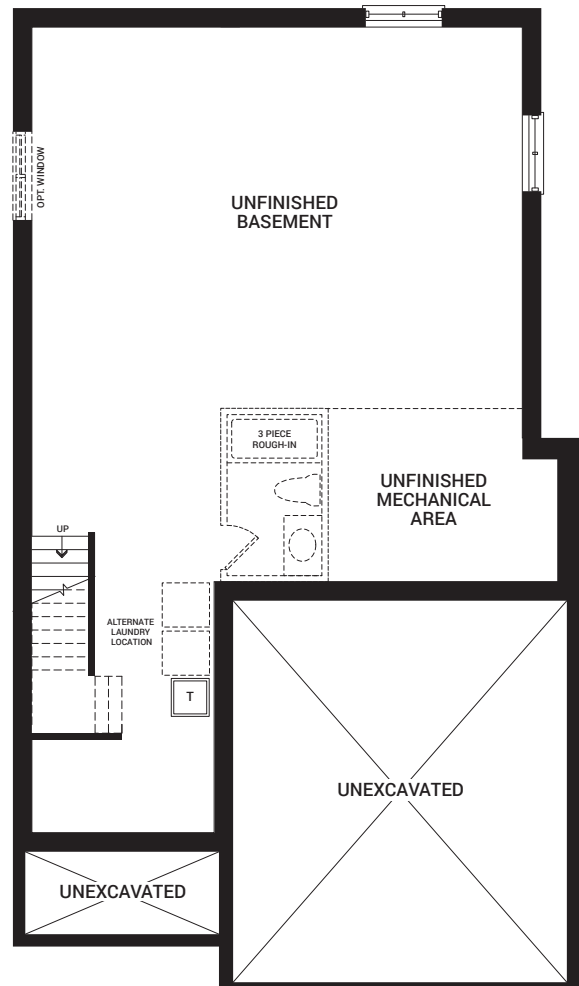 OPT. WINDOW
UNFINISHED
BASEMENT
3 PIECE
ROUGH-IN
UNFINISHED
MECHANICAL
AREA
UP
ALTERNATE
LAUNDRY
LOCATION
T
UNEXCAVATED
UNEXCAVATED